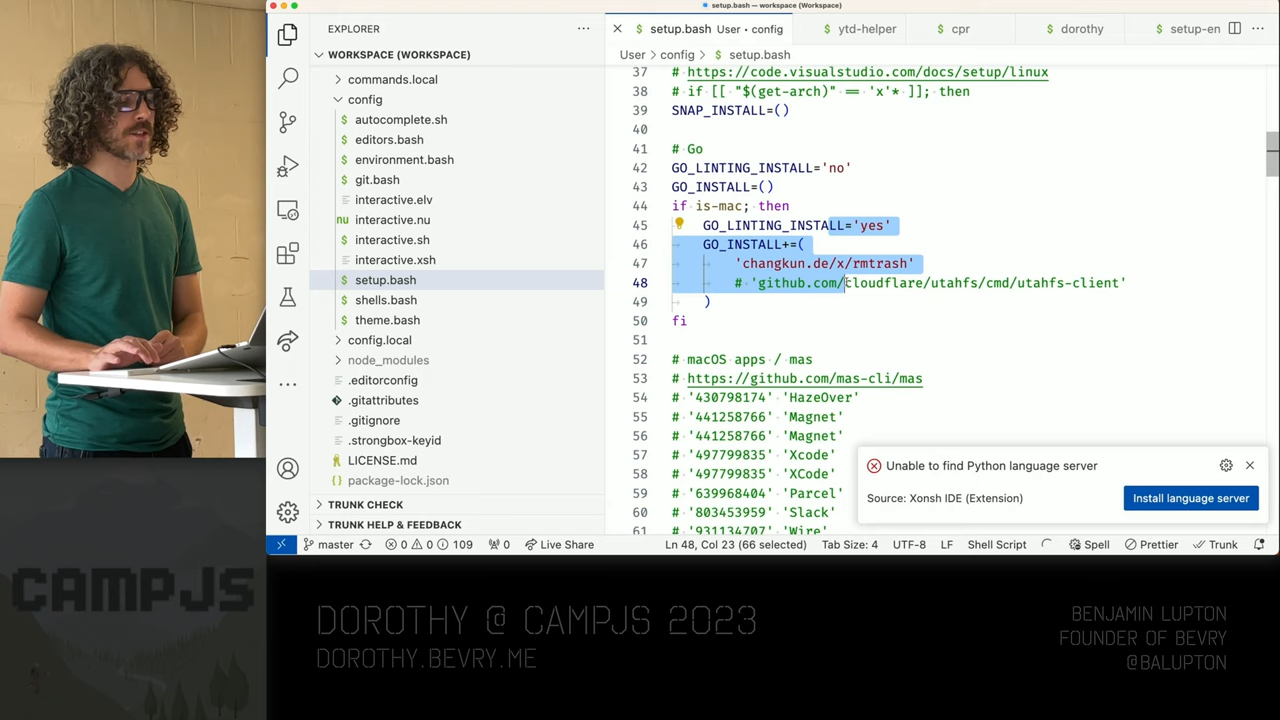 setup.bash — workspace (Workspace)
EXPLORER
WORKSPACE (WORKSPACE)
commands.local
config
$ autocomplete.sh
$ editors.bash
$ environment.bash
$ git.bash
interactive.elv
nu interactive.nu
$ interactive.sh
interactive.xsh
$ setup.bash
$ shells.bash
$ theme.bash
config.local
node_modules
.editorconfig
.gitattributes
.gitignore
.strongbox-keyid
LICENSE.md
package-lock.json
TRUNK CHECK
TRUNK HELP & FEEDBACK
$ setup.bash User • config
$ ytd-helper
$ cpr
$ dorothy
$ setup-en
User > config > $ setup.bash
37 # https://code.visualstudio.com/docs/setup/linux
38 # if [[ "$(get-arch)" == 'x'* ]]; then
39 SNAP_INSTALL=()
40
41 # Go
42 GO_LINTING_INSTALL='no'
43 GO_INSTALL=()
44 if is-mac; then
45 GO_LINTING_INSTALL='yes'
46 GO_INSTALL+=(
47 'changkun.de/x/rmtrash'
48 # 'github.com/cloudflare/utahfs/cmd/utahfs-client'
49 )
50 fi
51
52 # macOS apps / mas
53 # https://github.com/mas-cli/mas
54 # '430798174' 'HazeOver'
55 # '441258766' 'Magnet'
56 # '441258766' 'Magnet'
57 # '497799835' 'Xcode'
58 # '497799835' 'XCode'
59 # '639968404' 'Parcel'
60 # '803453959' 'Slack'
61 # '931134707' 'Wire'
Unable to find Python language server
Source: Xonsh IDE (Extension)
Install language server
master 0 0 109 0 Live Share Ln 48, Col 23 (66 selected) Tab Size: 4 UTF-8 LF Shell Script Spell Prettier Trunk
CAMPJS
DOROTHY @ CAMPJS 2023
DOROTHY.BEVRY.ME
BENJAMIN LUPTON
FOUNDER OF BEVRY
@BALUPTON